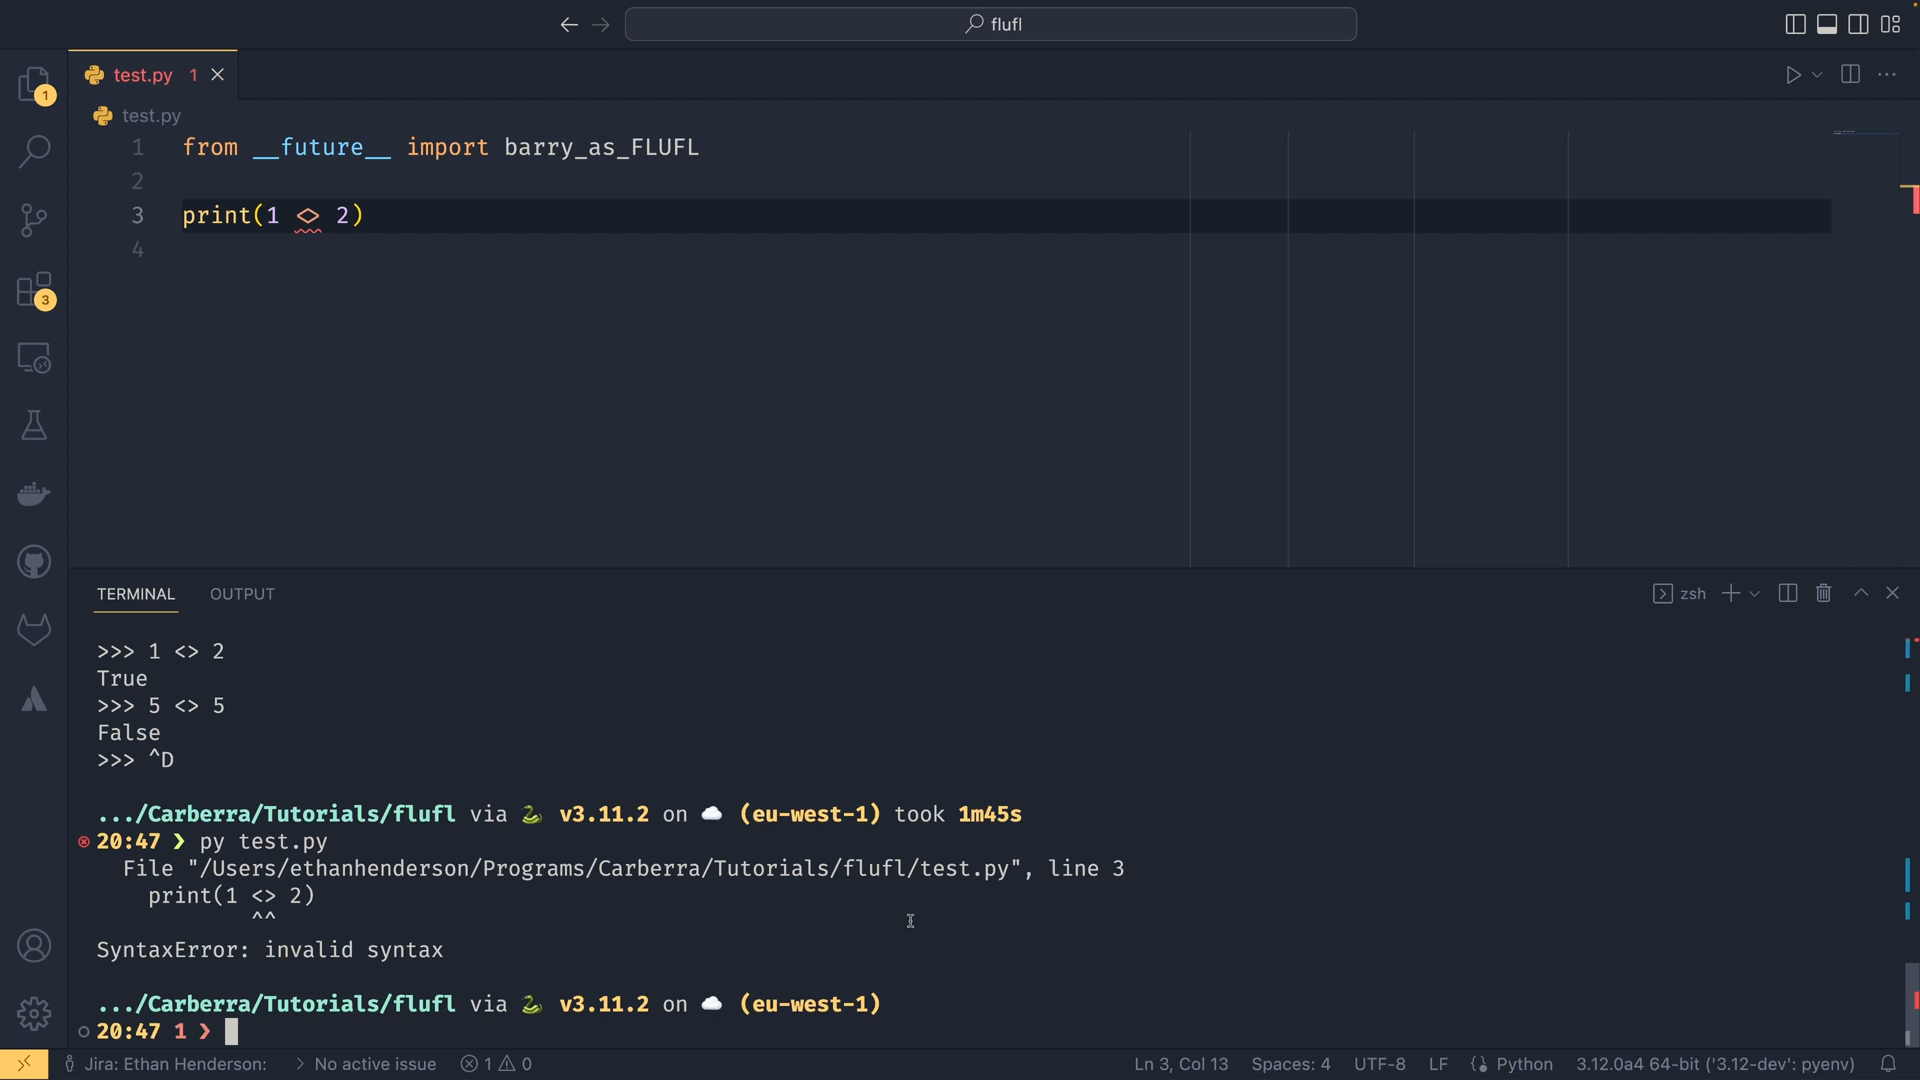 flufl
test.py 1
test.py
1 from __future__ import barry_as_FLUFL
2
3 print(1 <> 2)
4
1
3
TERMINAL OUTPUT
zsh
>>> 1 <> 2
True
>>> 5 <> 5
False
>>> ^D
.../Carberra/Tutorials/flufl via 🐍 v3.11.2 on ☁️ (eu-west-1) took 1m45s
20:47 ❯ py test.py
File "/Users/ethanhenderson/Programs/Carberra/Tutorials/flufl/test.py", line 3
print(1 <> 2)
^^
SyntaxError: invalid syntax
.../Carberra/Tutorials/flufl via 🐍 v3.11.2 on ☁️ (eu-west-1)
20:47 1 ❯
Jira: Ethan Henderson: > No active issue 1 0 Ln 3, Col 13 Spaces: 4 UTF-8 LF Python 3.12.0a4 64-bit ('3.12-dev': pyenv)